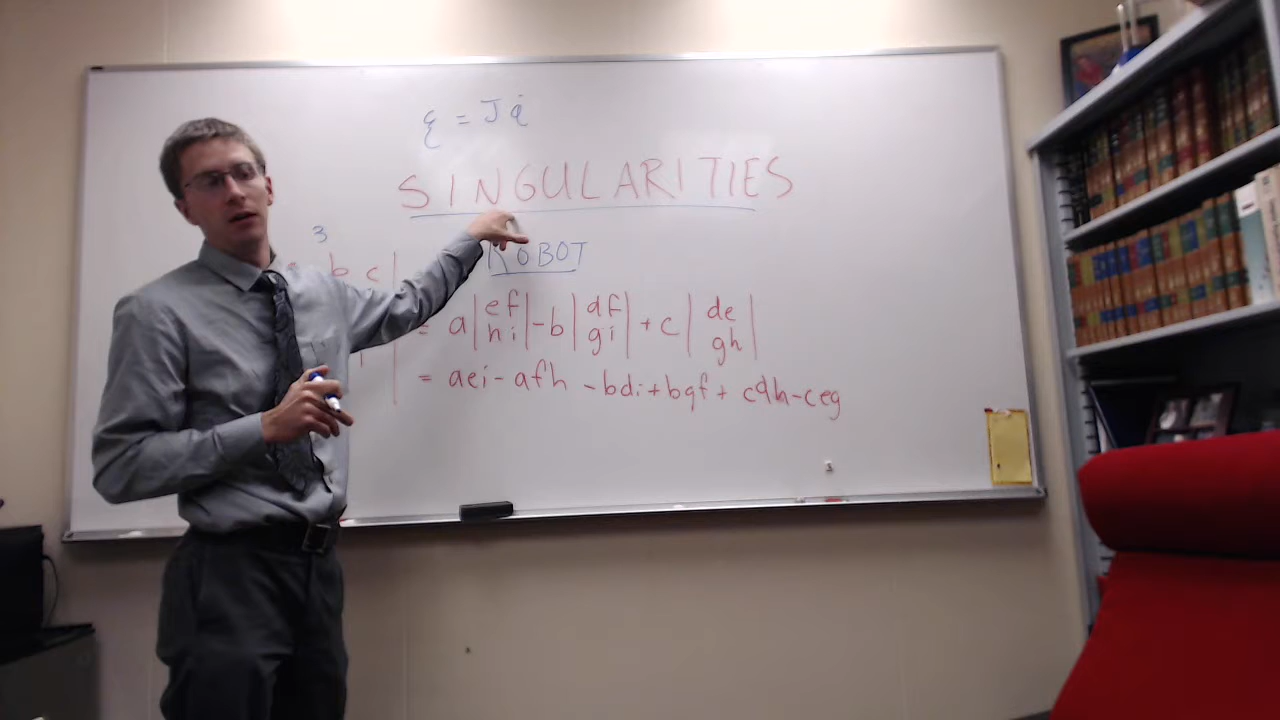 ξ = J q̇
SINGULARITIES
3
ROBOT
b c
= a | e f | - b | d f | + c | d e |
h i g i g h
= aei - afh - bdi + bgf + cdh - ceg